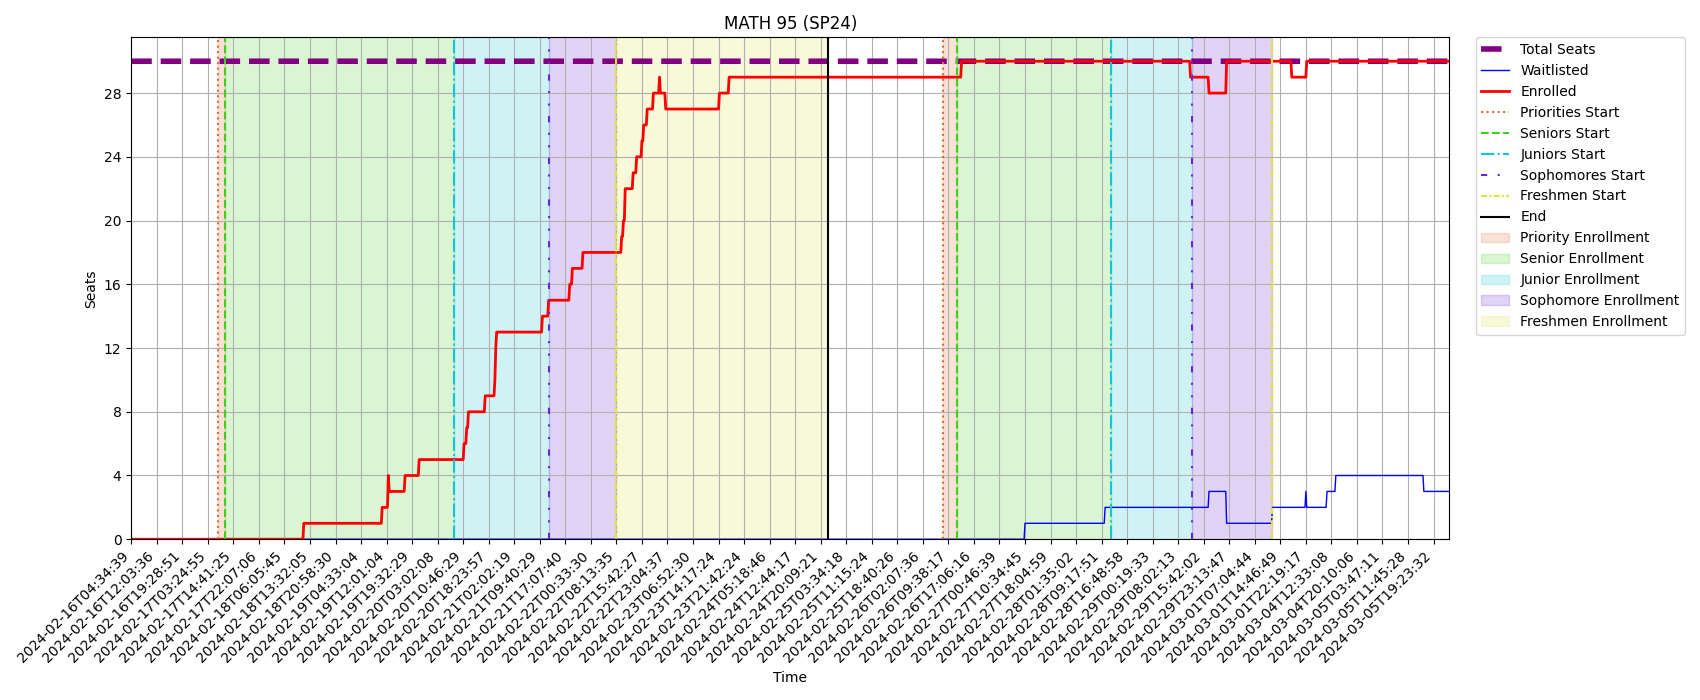 MATH 95 (SP24)
Seats
28
24
20
16
12
8
4
0
2024-02-16T04:34:39
2024-02-16T12:03:36
2024-02-16T19:28:51
2024-02-17T03:24:55
2024-02-17T14:41:25
2024-02-17T22:07:06
2024-02-18T06:05:45
2024-02-18T13:32:05
2024-02-18T20:58:30
2024-02-19T04:33:04
2024-02-19T12:01:04
2024-02-19T19:32:29
2024-02-20T03:02:08
2024-02-20T10:46:29
2024-02-20T18:23:57
2024-02-21T02:02:19
2024-02-21T09:40:29
2024-02-21T17:07:40
2024-02-22T00:33:30
2024-02-22T08:13:35
2024-02-22T15:42:27
2024-02-22T23:04:37
2024-02-23T06:52:30
2024-02-23T14:17:24
2024-02-23T21:42:24
2024-02-24T05:18:46
2024-02-24T12:44:17
2024-02-24T20:09:21
2024-02-25T03:34:18
2024-02-25T11:15:24
2024-02-25T18:40:26
2024-02-26T02:07:36
2024-02-26T09:38:17
2024-02-26T17:06:16
2024-02-27T00:46:39
2024-02-27T10:34:45
2024-02-27T18:04:59
2024-02-28T01:35:02
2024-02-28T09:17:51
2024-02-28T16:48:58
2024-02-29T00:19:33
2024-02-29T08:02:13
2024-02-29T15:42:02
2024-02-29T23:13:47
2024-03-01T07:04:44
2024-03-01T14:46:49
2024-03-01T22:19:17
2024-03-04T12:33:08
2024-03-04T20:10:06
2024-03-05T03:47:11
2024-03-05T11:45:28
2024-03-05T19:23:32
Time
Total Seats
Waitlisted
Enrolled
Priorities Start
Seniors Start
Juniors Start
Sophomores Start
Freshmen Start
End
Priority Enrollment
Senior Enrollment
Junior Enrollment
Sophomore Enrollment
Freshmen Enrollment